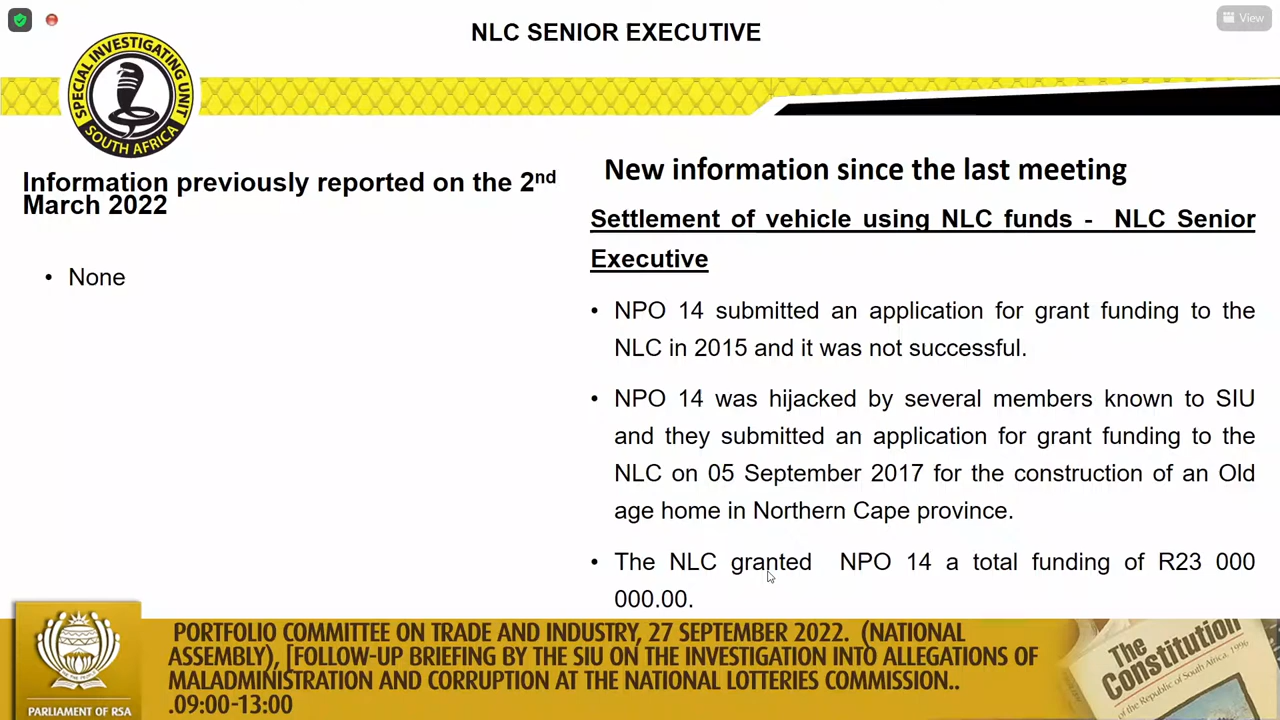 View
NLC SENIOR EXECUTIVE
SPECIAL INVESTIGATING UNIT
SOUTH AFRICA
Information previously reported on the 2nd
March 2022
• None
New information since the last meeting
Settlement of vehicle using NLC funds - NLC Senior
Executive
• NPO 14 submitted an application for grant funding to the
NLC in 2015 and it was not successful.
• NPO 14 was hijacked by several members known to SIU
and they submitted an application for grant funding to the
NLC on 05 September 2017 for the construction of an Old
age home in Northern Cape province.
• The NLC granted NPO 14 a total funding of R23 000
000.00.
PARLIAMENT OF RSA
PORTFOLIO COMMITTEE ON TRADE AND INDUSTRY, 27 SEPTEMBER 2022. (NATIONAL
ASSEMBLY), [FOLLOW-UP BRIEFING BY THE SIU ON THE INVESTIGATION INTO ALLEGATIONS OF
MALADMINISTRATION AND CORRUPTION AT THE NATIONAL LOTTERIES COMMISSION..
.09:00-13:00
The
Constitution
of the Republic of South Africa, 1996